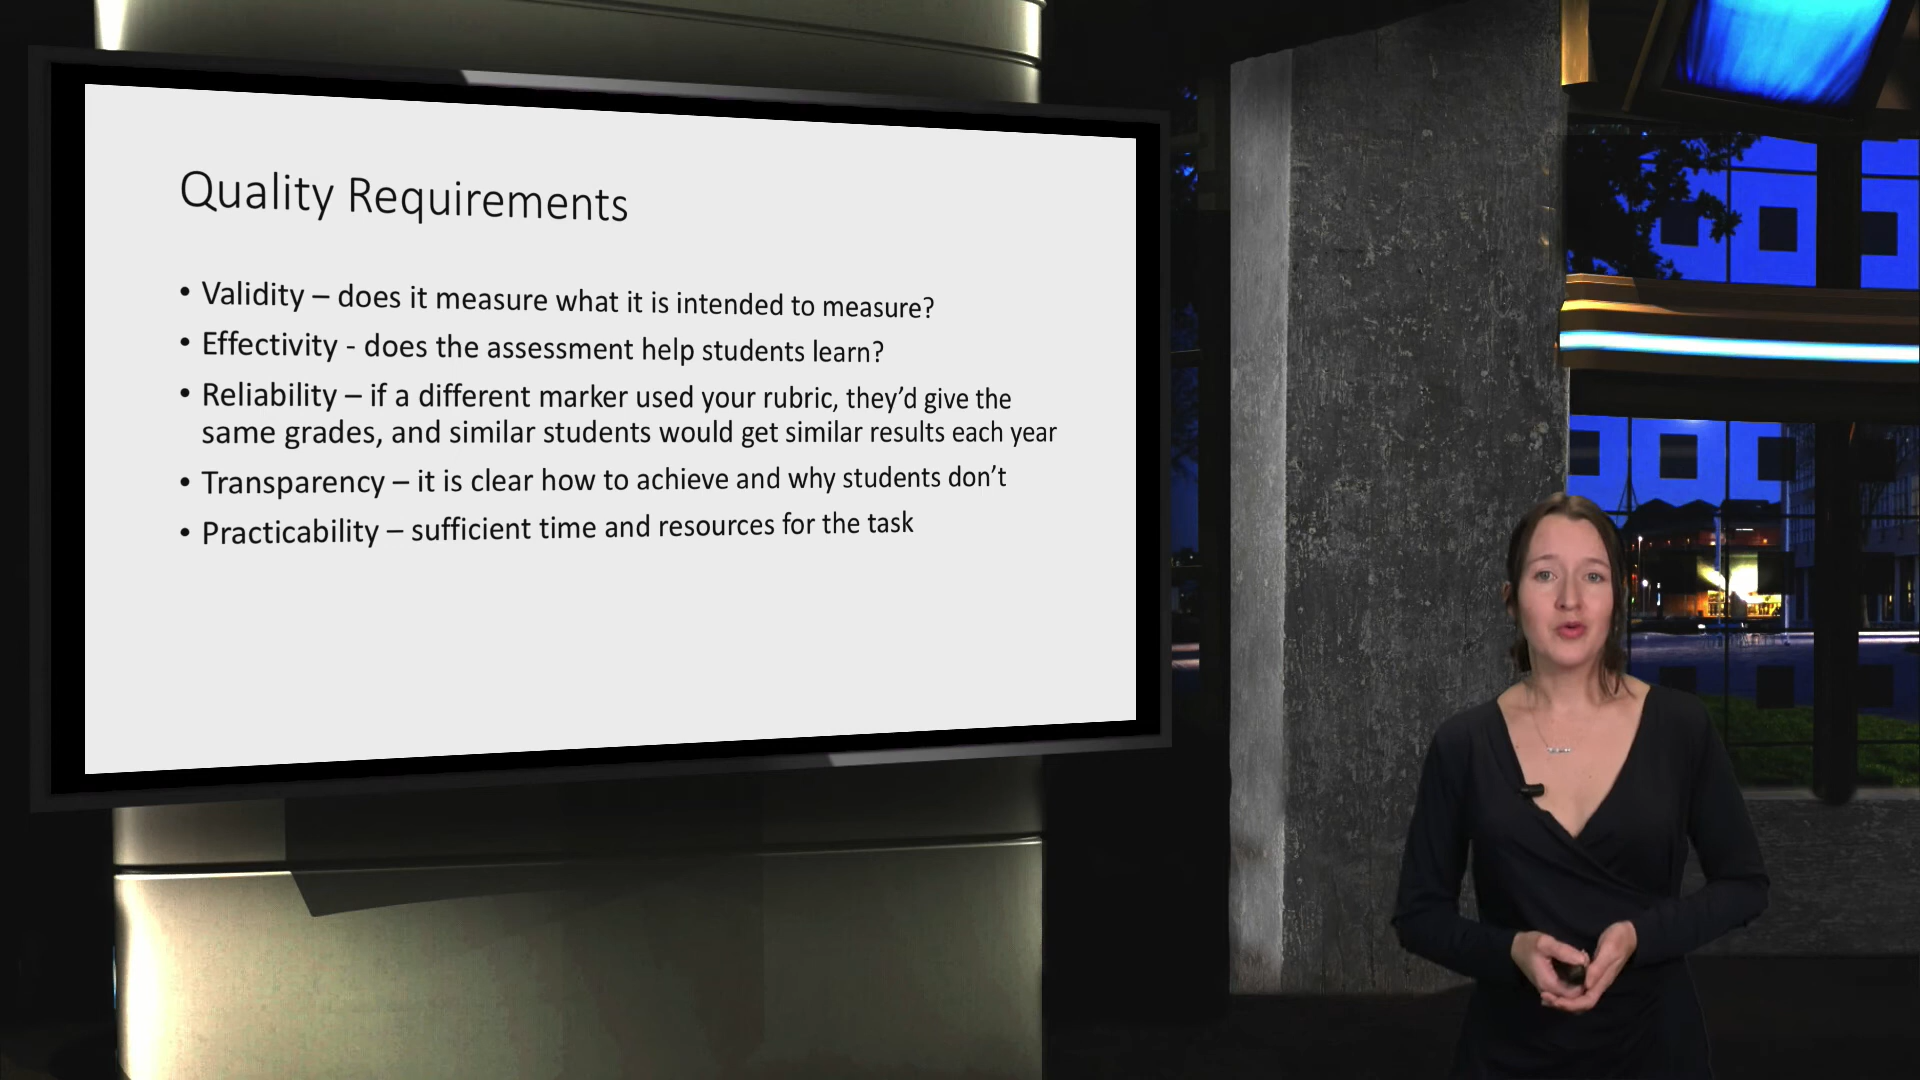 Quality Requirements
• Validity – does it measure what it is intended to measure?
• Effectivity - does the assessment help students learn?
• Reliability – if a different marker used your rubric, they’d give the
same grades, and similar students would get similar results each year
• Transparency – it is clear how to achieve and why students don’t
• Practicability – sufficient time and resources for the task